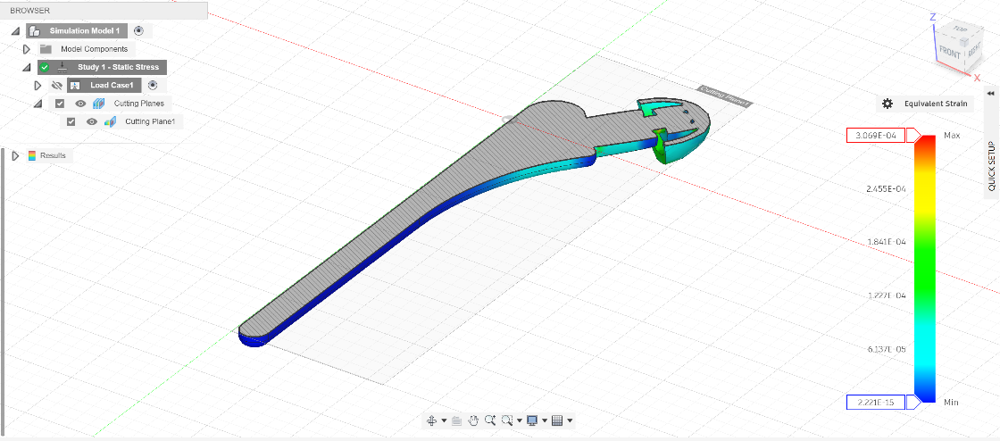 BROWSER
Simulation Model 1
Model Components
Study 1 - Static Stress
Load Case1
Cutting Planes
Cutting Plane1
Results
Cutting Plane1
Z
TOP
FRONT
RIGHT
X
Equivalent Strain
3.069E-04
Max
2.455E-04
1.841E-04
1.227E-04
6.137E-05
2.221E-15
Min
QUICK SETUP